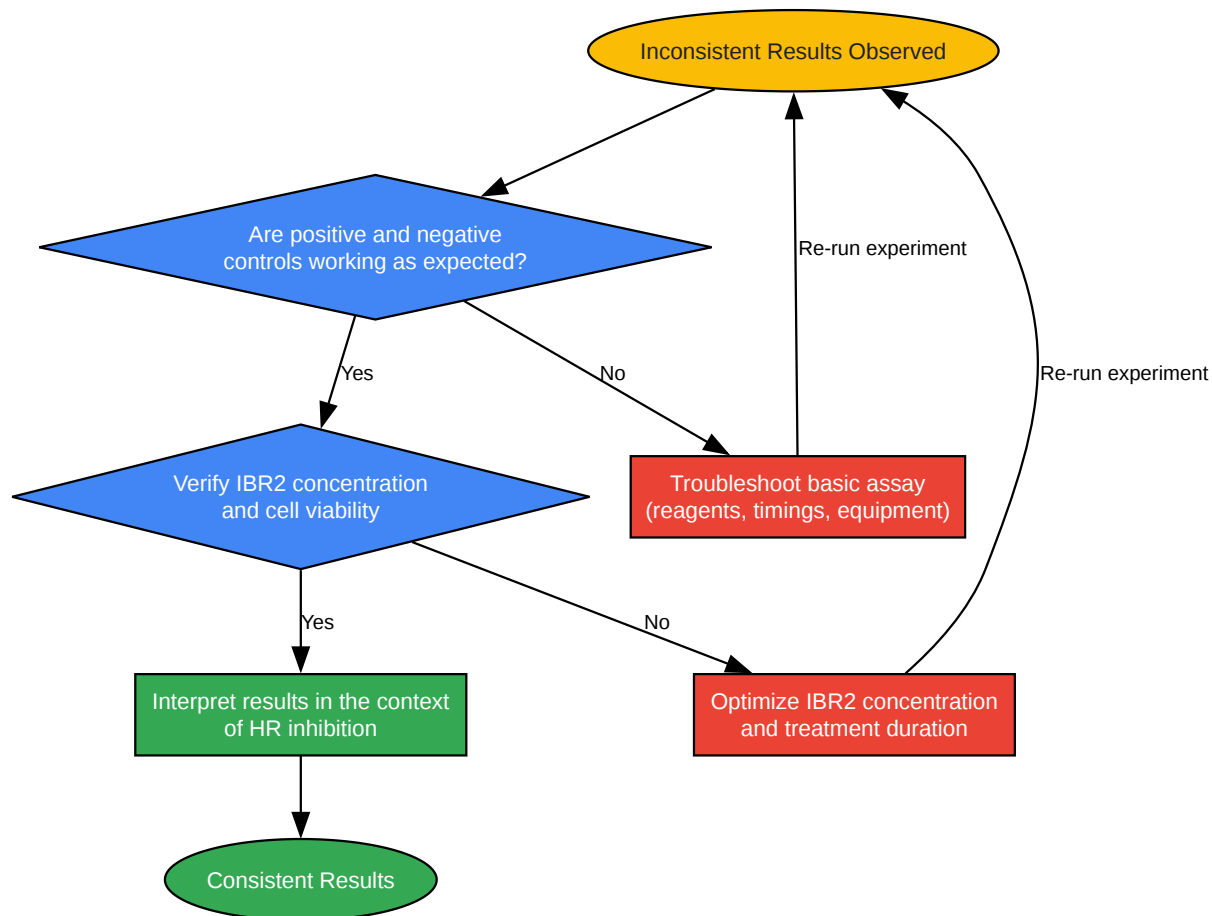 Inconsistent Results Observed
Are positive and negative
controls working as expected?
Re-run experiment
Yes
No
Re-run experiment
Verify IBR2 concentration
and cell viability
Troubleshoot basic assay
(reagents, timings, equipment)
Yes
No
Interpret results in the context
of HR inhibition
Optimize IBR2 concentration
and treatment duration
Consistent Results